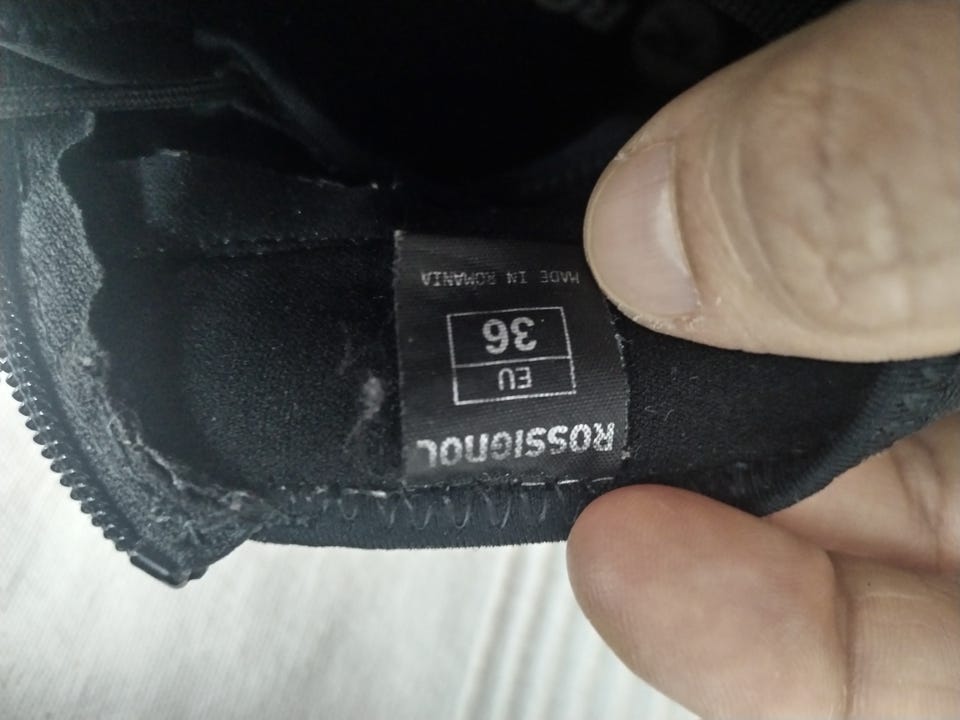 ROSSIGNOL
EU
36
MADE IN ROMANIA